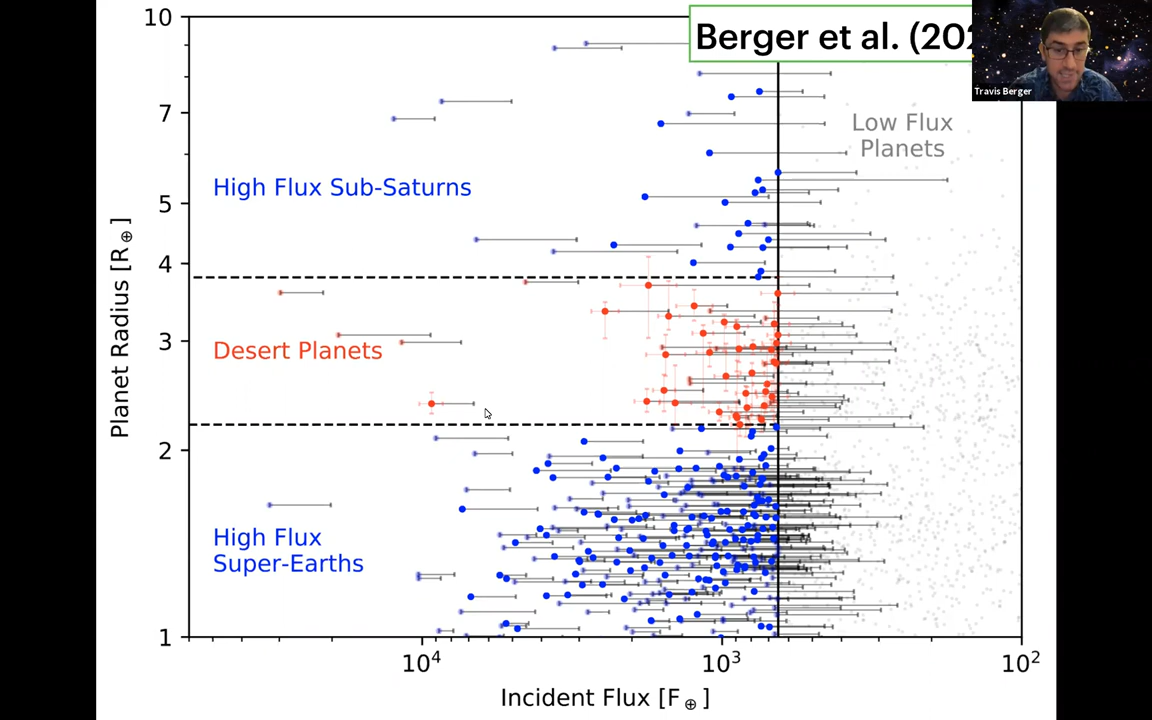 Berger et al. (202
Travis Berger
Low Flux
Planets
High Flux Sub-Saturns
Desert Planets
High Flux
Super-Earths
Planet Radius [R⊕]
10
7
5
4
3
2
1
10⁴
10³
10²
Incident Flux [F⊕]